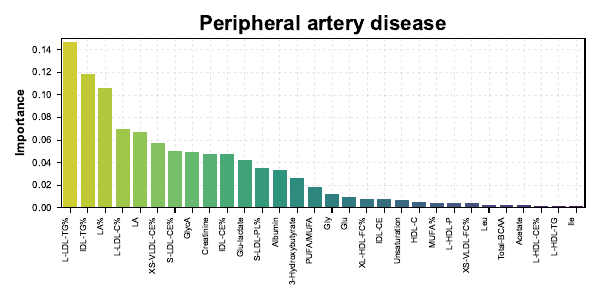 Peripheral artery disease
Importance
0.14
0.12
0.10
0.08
0.06
0.04
0.02
0.00
L-LDL-TG%
IDL-TG%
LA%
L-LDL-C%
LA
XS-VLDL-CE%
S-LDL-CE%
GlycA
Creatinine
IDL-CE%
Glu-lactate
S-LDL-PL%
Albumin
3-Hydroxybutyrate
PUFA/MUFA
Gly
Glu
XL-HDL-FC%
IDL-CE
Unsaturation
HDL-C
MUFA%
L-HDL-P
XS-VLDL-FC%
Leu
Total-BCAA
Acetate
L-HDL-CE%
L-HDL-TG
Ile